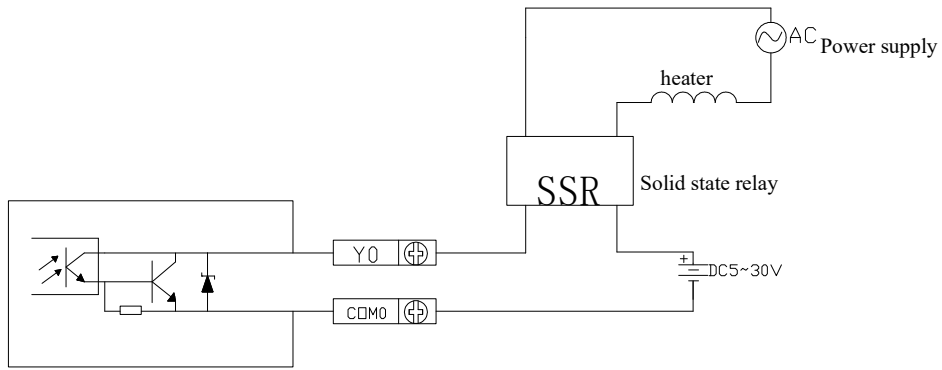 AC
Power supply
heater
SSR
Solid state relay
Y0
+
DC5~30V
COM0